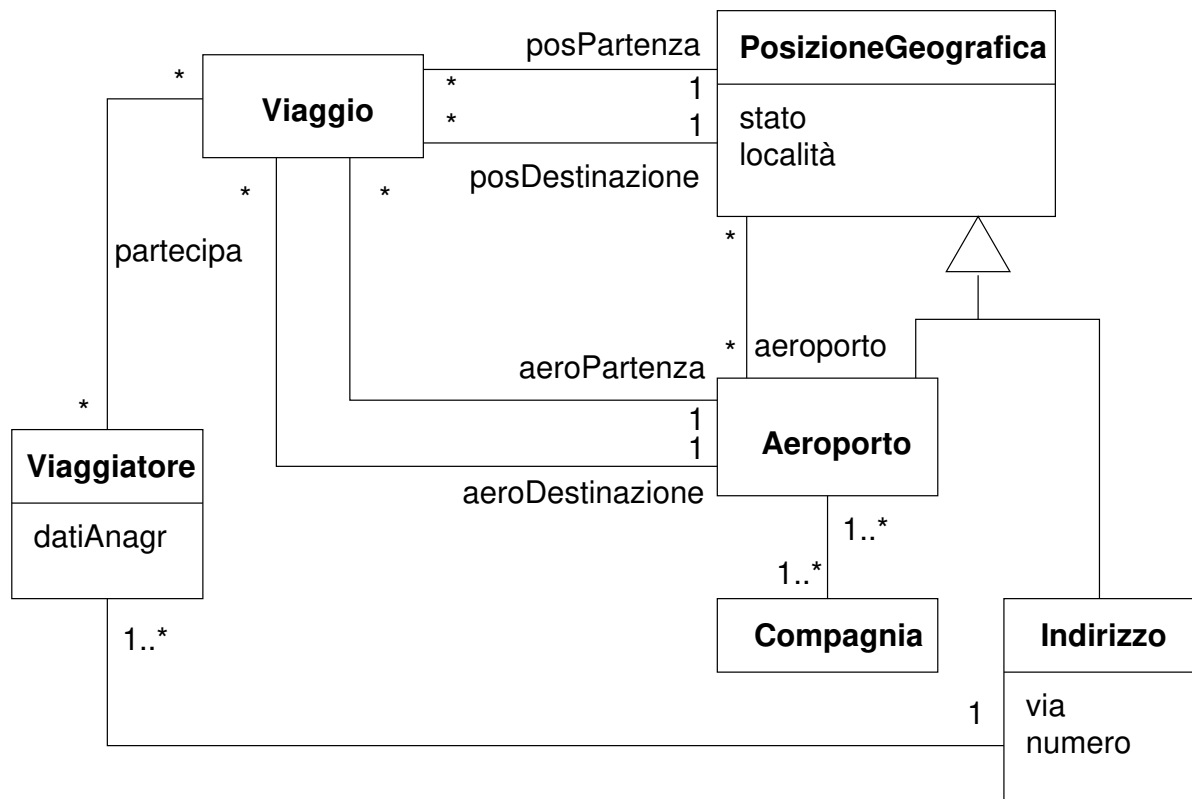 posPartenza
PosizioneGeografica
*
Viaggio
*
1
*
1
stato
località
posDestinazione
*
*
*
partecipa
*
aeroporto
aeroPartenza
*
1
1
Viaggiatore
Aeroporto
aeroDestinazione
datiAnagr
1..*
1..*
1..*
Compagnia
Indirizzo
1
via
numero